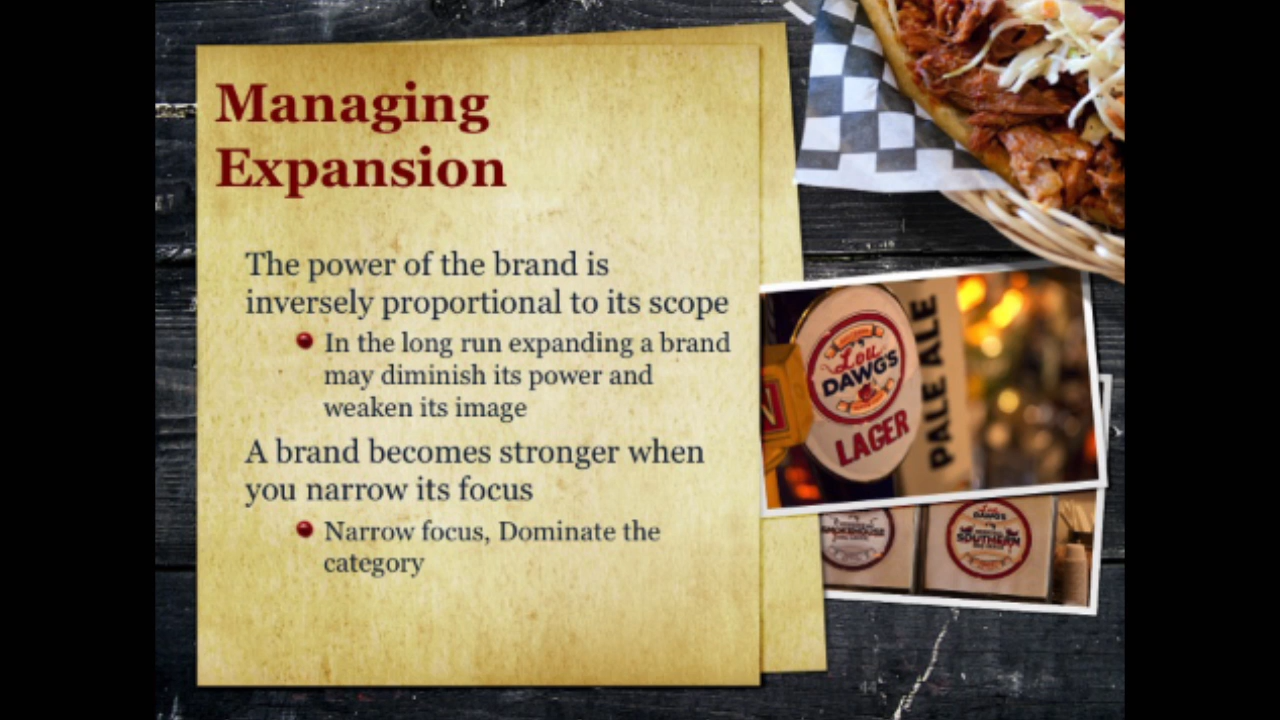 Managing
Expansion
The power of the brand is
inversely proportional to its scope
In the long run expanding a brand
may diminish its power and
weaken its image
A brand becomes stronger when
you narrow its focus
Narrow focus, Dominate the
category
Lou
DAWG'S
LAGER
PALE ALE
Lou
DAWG'S
SMOKEHOUSE
SOUTHERN